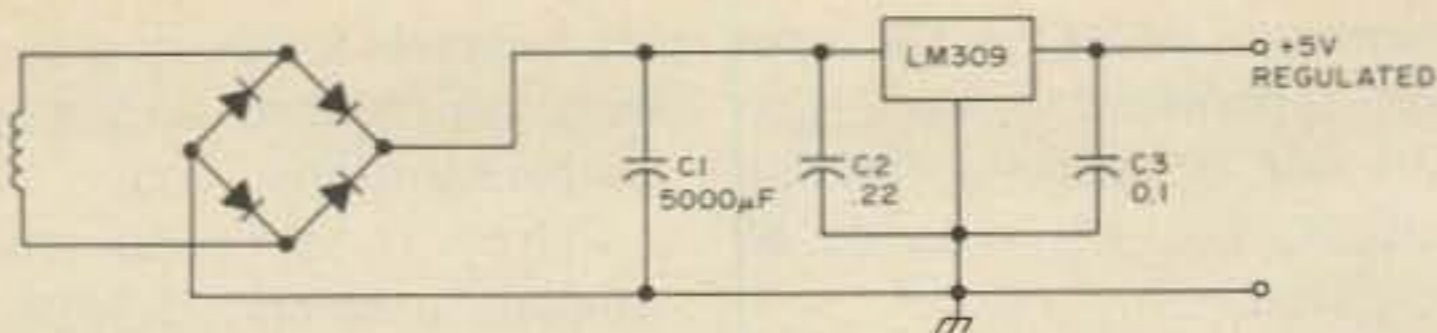 LM309
+5V
REGULATED
C1
5000µF
C2
.22
C3
0.1